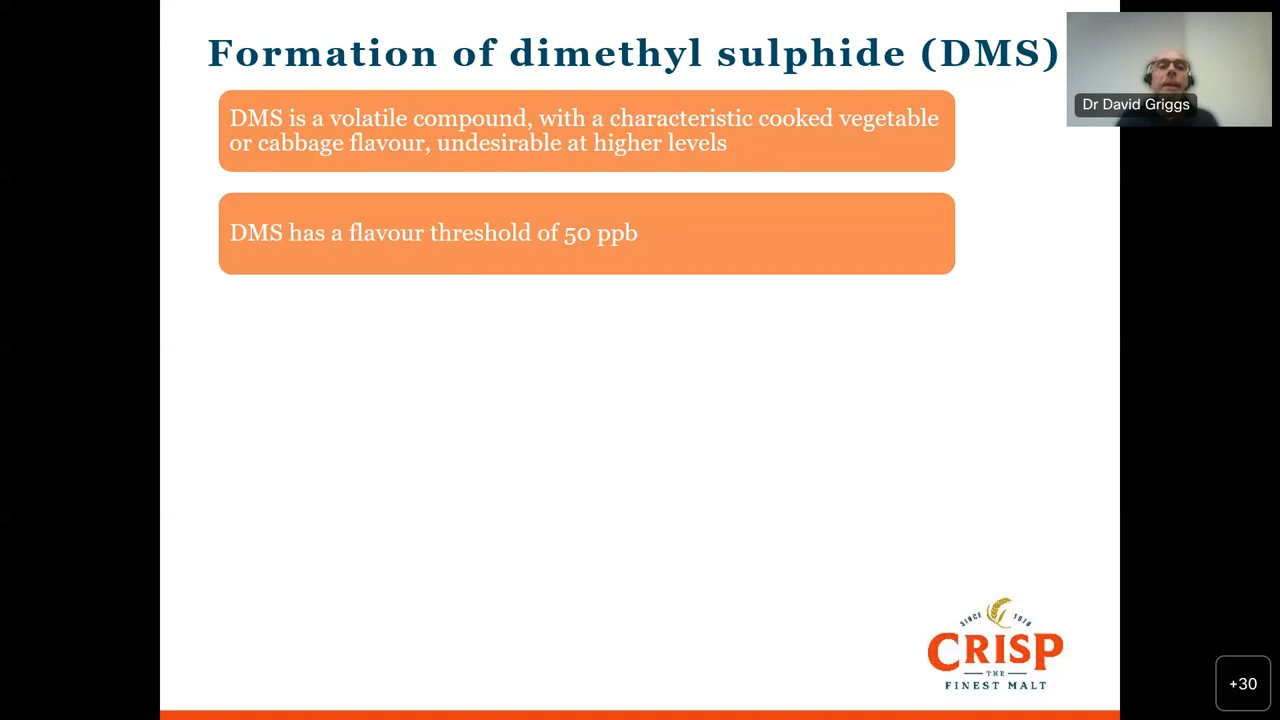 Formation of dimethyl sulphide (DMS)
Dr David Griggs
DMS is a volatile compound, with a characteristic cooked vegetable
or cabbage flavour, undesirable at higher levels
DMS has a flavour threshold of 50 ppb
SINCE 1870
CRISP
THE
FINEST MALT
+30